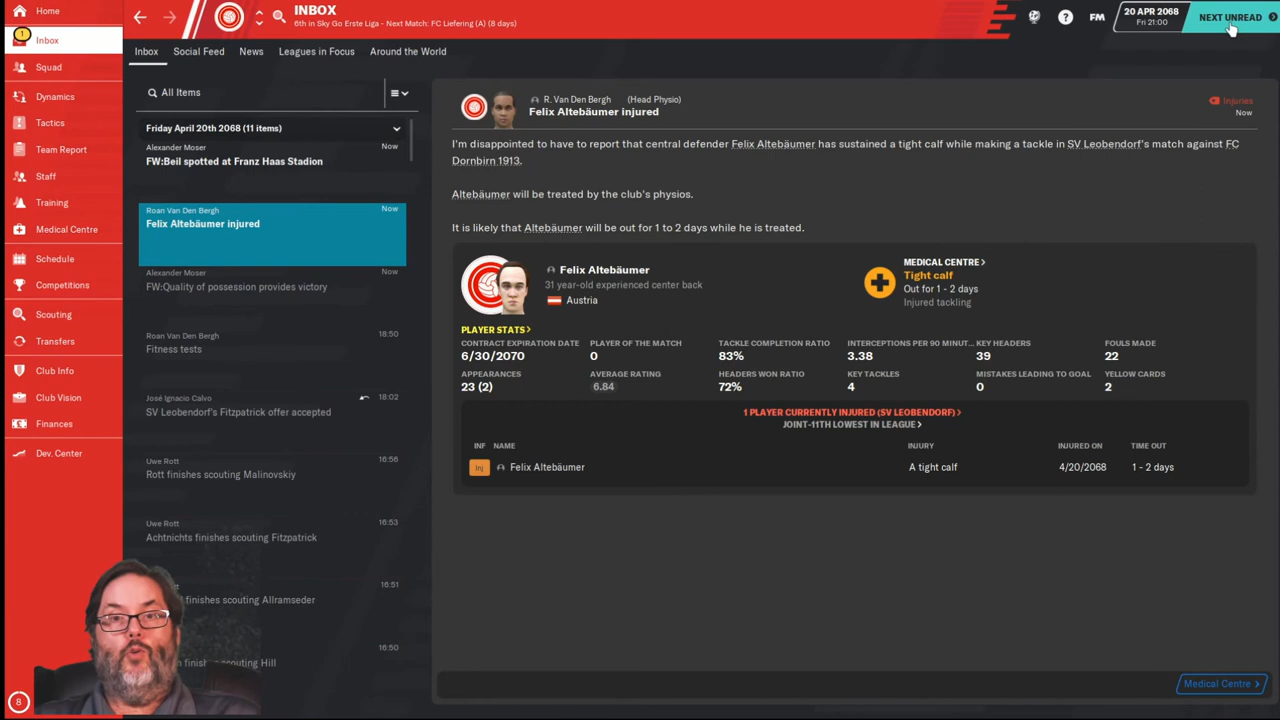 Home
INBOX
6th in Sky Go Erste Liga - Next Match: FC Liefering (A) (8 days)
FM
20 APR 2068
Fri 21:00
NEXT UNREAD
1
Inbox
Squad
Dynamics
Tactics
Team Report
Staff
Training
Medical Centre
Schedule
Competitions
Scouting
Transfers
Club Info
Club Vision
Finances
Dev. Center
8
Inbox
Social Feed
News
Leagues in Focus
Around the World
All Items
Friday April 20th 2068 (11 items)
Alexander Moser
Now
FW:Beil spotted at Franz Haas Stadion
Roan Van Den Bergh
Now
Felix Altebäumer injured
Alexander Moser
Now
FW:Quality of possession provides victory
Roan Van Den Bergh
18:50
Fitness tests
José Ignacio Calvo
18:02
SV Leobendorf's Fitzpatrick offer accepted
Uwe Rott
16:56
Rott finishes scouting Malinovskiy
Uwe Rott
16:53
Achtnichts finishes scouting Fitzpatrick
16:51
finishes scouting Allramseder
16:50
finishes scouting Hill
R. Van Den Bergh (Head Physio)
Felix Altebäumer injured
Injuries
Now
I'm disappointed to have to report that central defender Felix Altebäumer has sustained a tight calf while making a tackle in SV Leobendorf's match against FC
Dornbirn 1913.
Altebäumer will be treated by the club's physios.
It is likely that Altebäumer will be out for 1 to 2 days while he is treated.
Felix Altebäumer
31 year-old experienced center back
Austria
MEDICAL CENTRE
Tight calf
Out for 1 - 2 days
Injured tackling
PLAYER STATS
CONTRACT EXPIRATION DATE
PLAYER OF THE MATCH
TACKLE COMPLETION RATIO
INTERCEPTIONS PER 90 MINUT...
KEY HEADERS
FOULS MADE
6/30/2070
0
83%
3.38
39
22
APPEARANCES
AVERAGE RATING
HEADERS WON RATIO
KEY TACKLES
MISTAKES LEADING TO GOAL
YELLOW CARDS
23 (2)
6.84
72%
4
0
2
1 PLAYER CURRENTLY INJURED (SV LEOBENDORF)
JOINT-11TH LOWEST IN LEAGUE
INF
NAME
INJURY
INJURED ON
TIME OUT
Inj
Felix Altebäumer
A tight calf
4/20/2068
1 - 2 days
Medical Centre